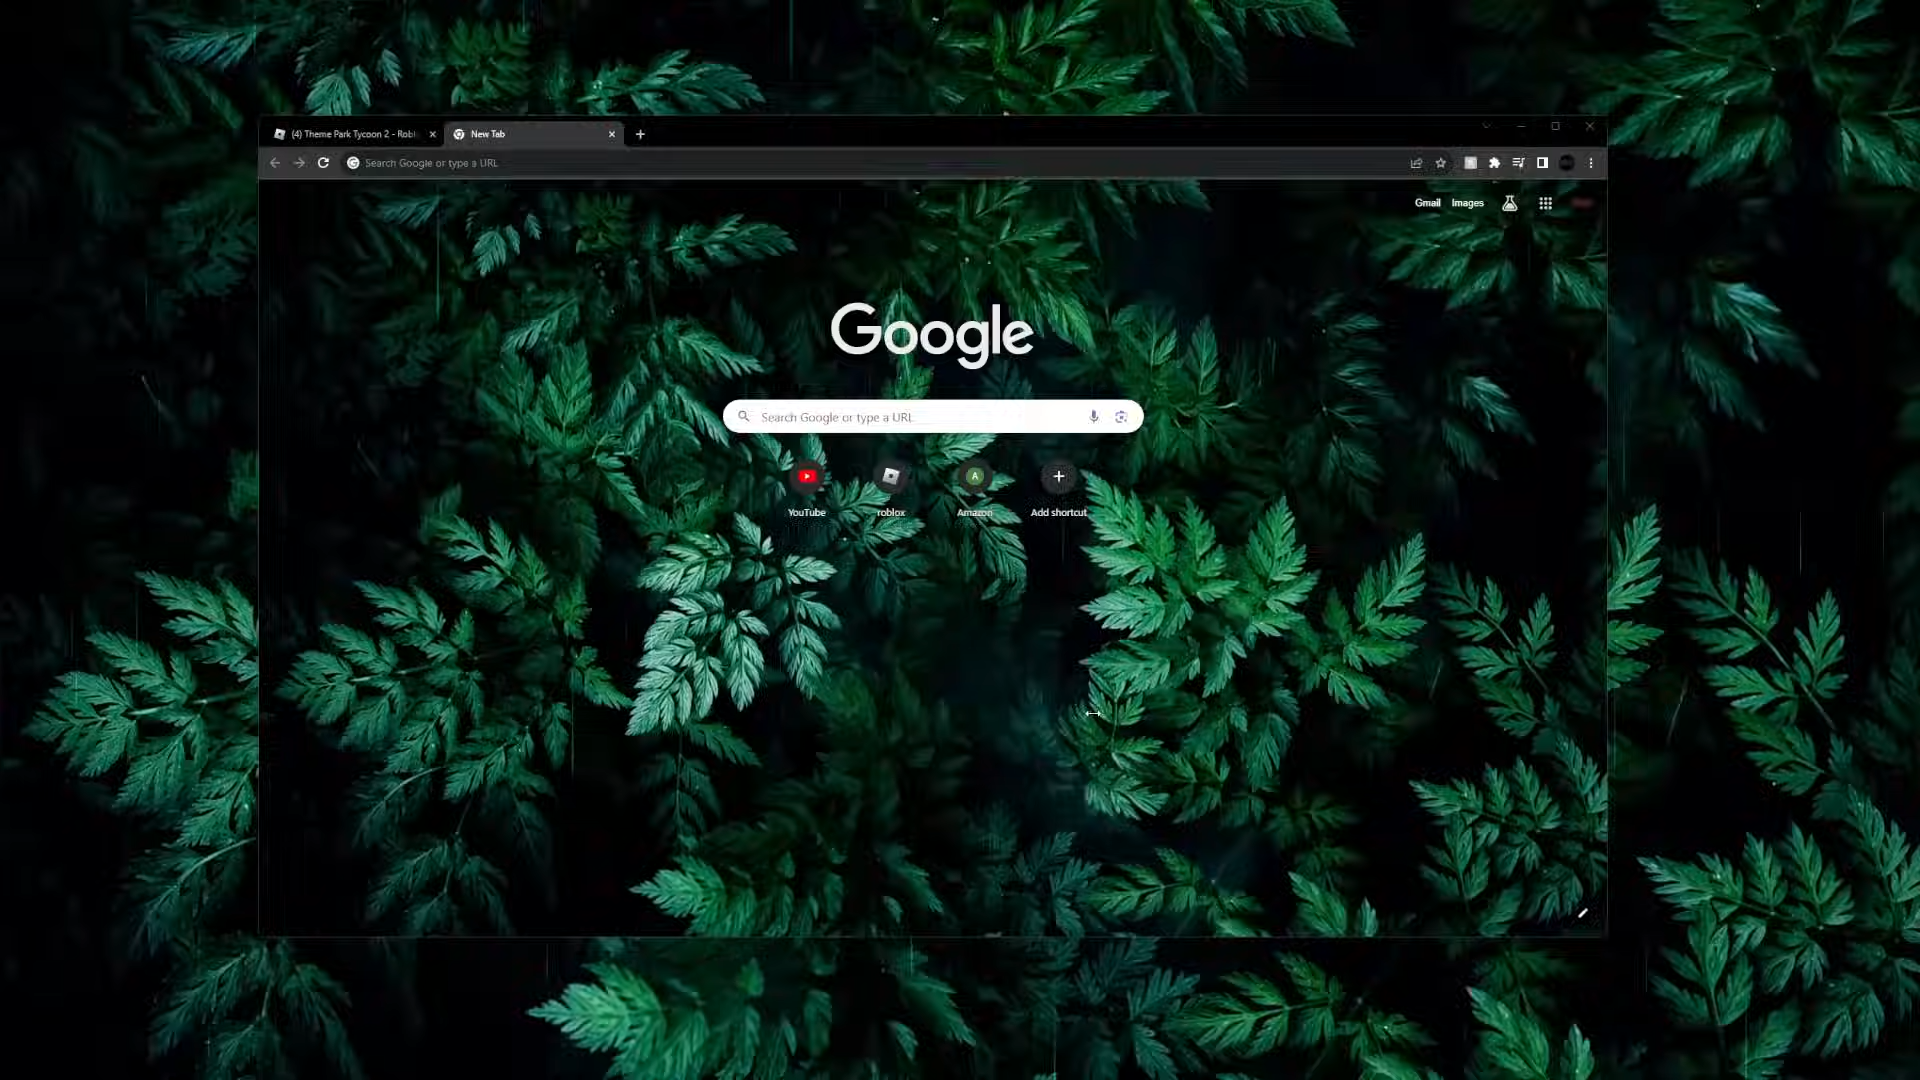 (4) Theme Park Tycoon 2 - Robl
New Tab
Search Google or type a URL
Gmail Images
Google
Search Google or type a URL
YouTube roblox Amazon Add shortcut
A